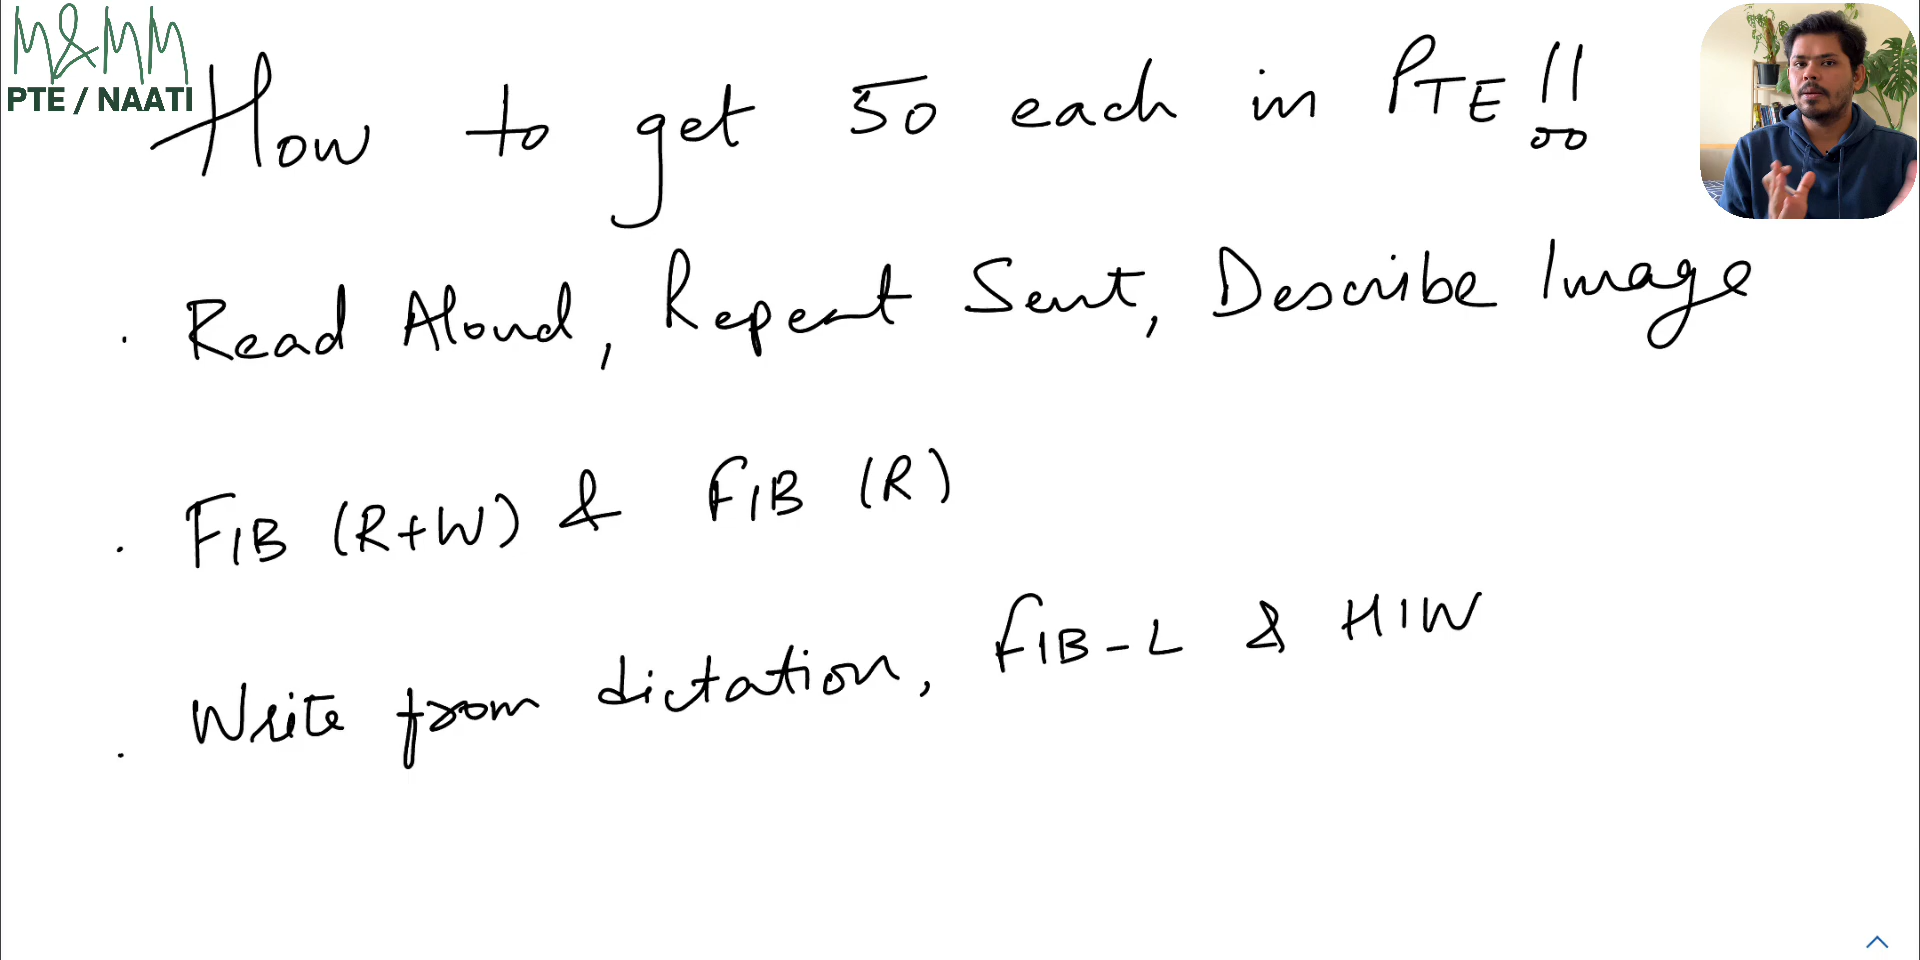 M&MM
PTE / NAATI
How to get 50 each in PTE!!
. Read Aloud, Repeat Sent, Describe Image
. FIB (R+W) & FIB (R)
. Write from dictation, FIB-L & HIW